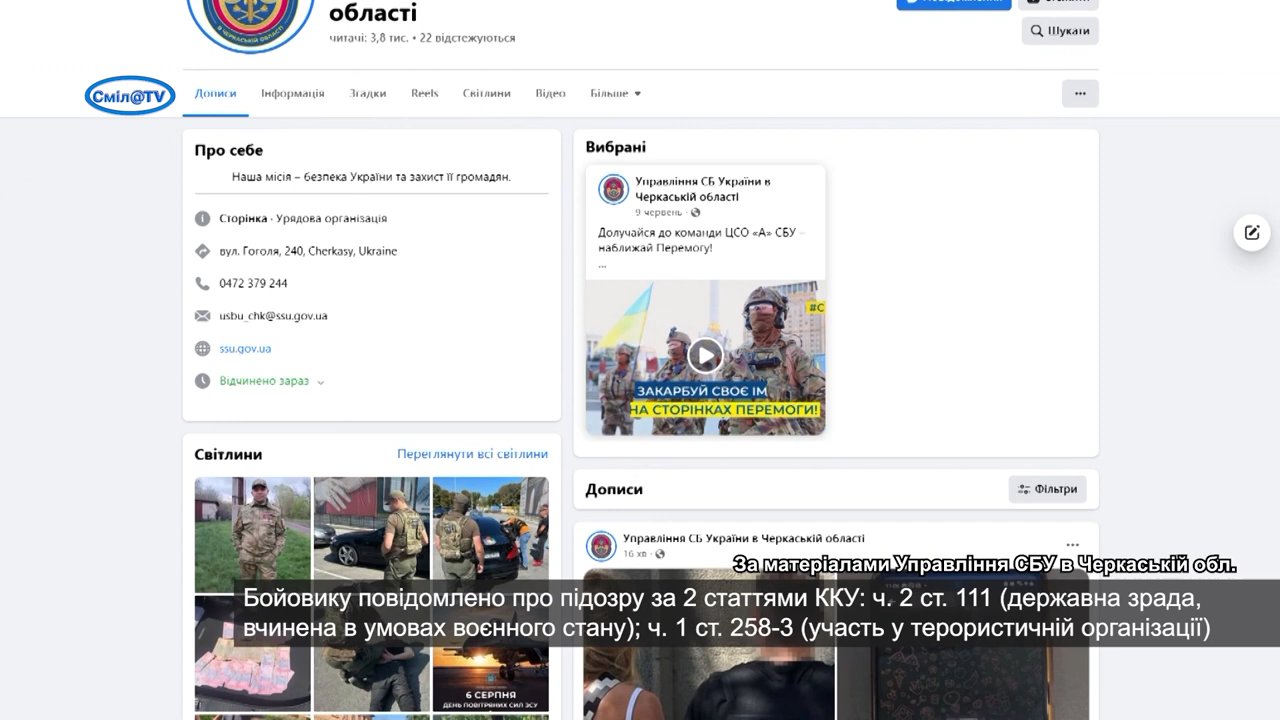 області
читачі: 3,8 тис. • 22 відстежуються
Шукати
Сміл@TV
Дописи
Інформація
Згадки
Reels
Світлини
Відео
Більше
Про себе
Наша місія – безпека України та захист її громадян.
Сторінка · Урядова організація
вул. Гоголя, 240, Cherkasy, Ukraine
0472 379 244
usbu_chk@ssu.gov.ua
ssu.gov.ua
Відчинено зараз
Вибрані
Управління СБ України в
Черкаській області
9 червень ·
Долучайся до команди ЦСО «А» СБУ –
наближай Перемогу!
...
#С
ЗАКАРБУЙ СВОЄ ІМ
НА СТОРІНКАХ ПЕРЕМОГИ!
Світлини
Переглянути всі світлини
6 СЕРПНЯ
ДЕНЬ ПОВІТРЯНИХ СИЛ ЗСУ
Дописи
Фільтри
Управління СБ України в Черкаській області
16 хв ·
За матеріалами Управління СБУ в Черкаській обл.
Бойовику повідомлено про підозру за 2 статтями ККУ: ч. 2 ст. 111 (державна зрада,
вчинена в умовах воєнного стану); ч. 1 ст. 258-3 (участь у терористичній організації)